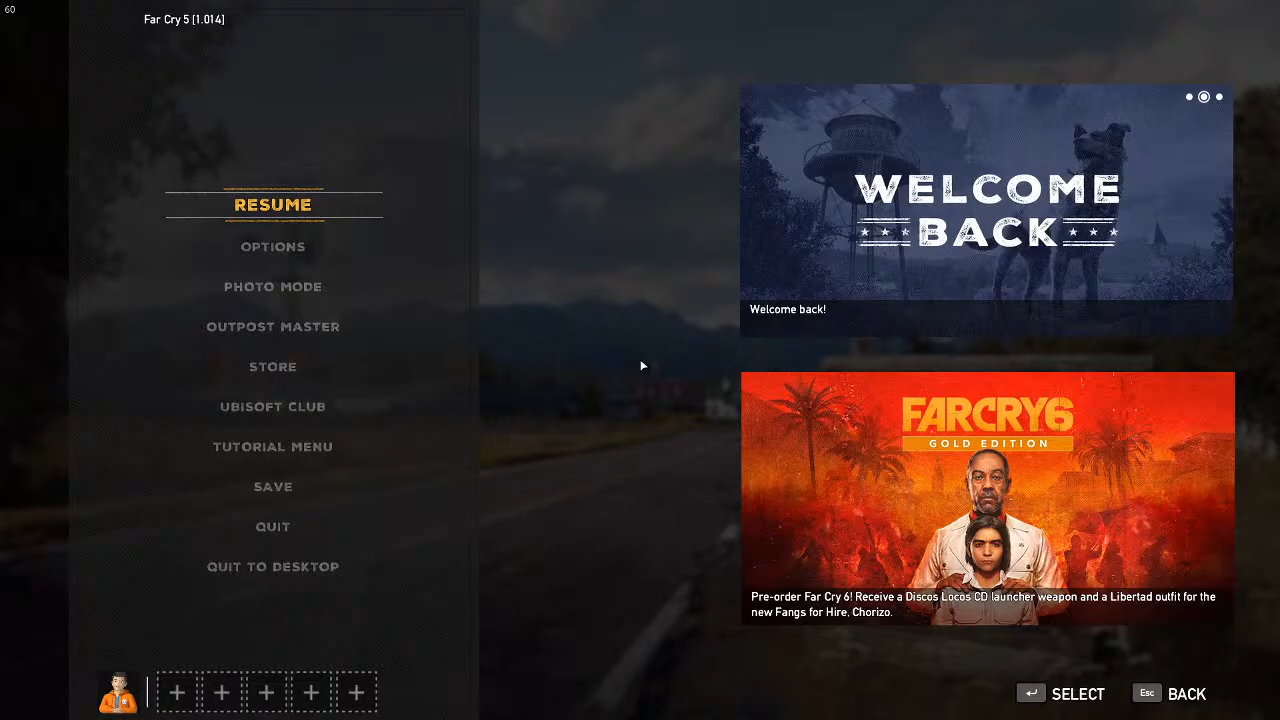 60
Far Cry 5 [1.014]
RESUME
OPTIONS
PHOTO MODE
OUTPOST MASTER
STORE
UBISOFT CLUB
TUTORIAL MENU
SAVE
QUIT
QUIT TO DESKTOP
WELCOME
BACK
Welcome back!
FARCRY6
GOLD EDITION
Pre-order Far Cry 6! Receive a Discos Locos CD launcher weapon and a Libertad outfit for the
new Fangs for Hire, Chorizo.
SELECT
Esc BACK